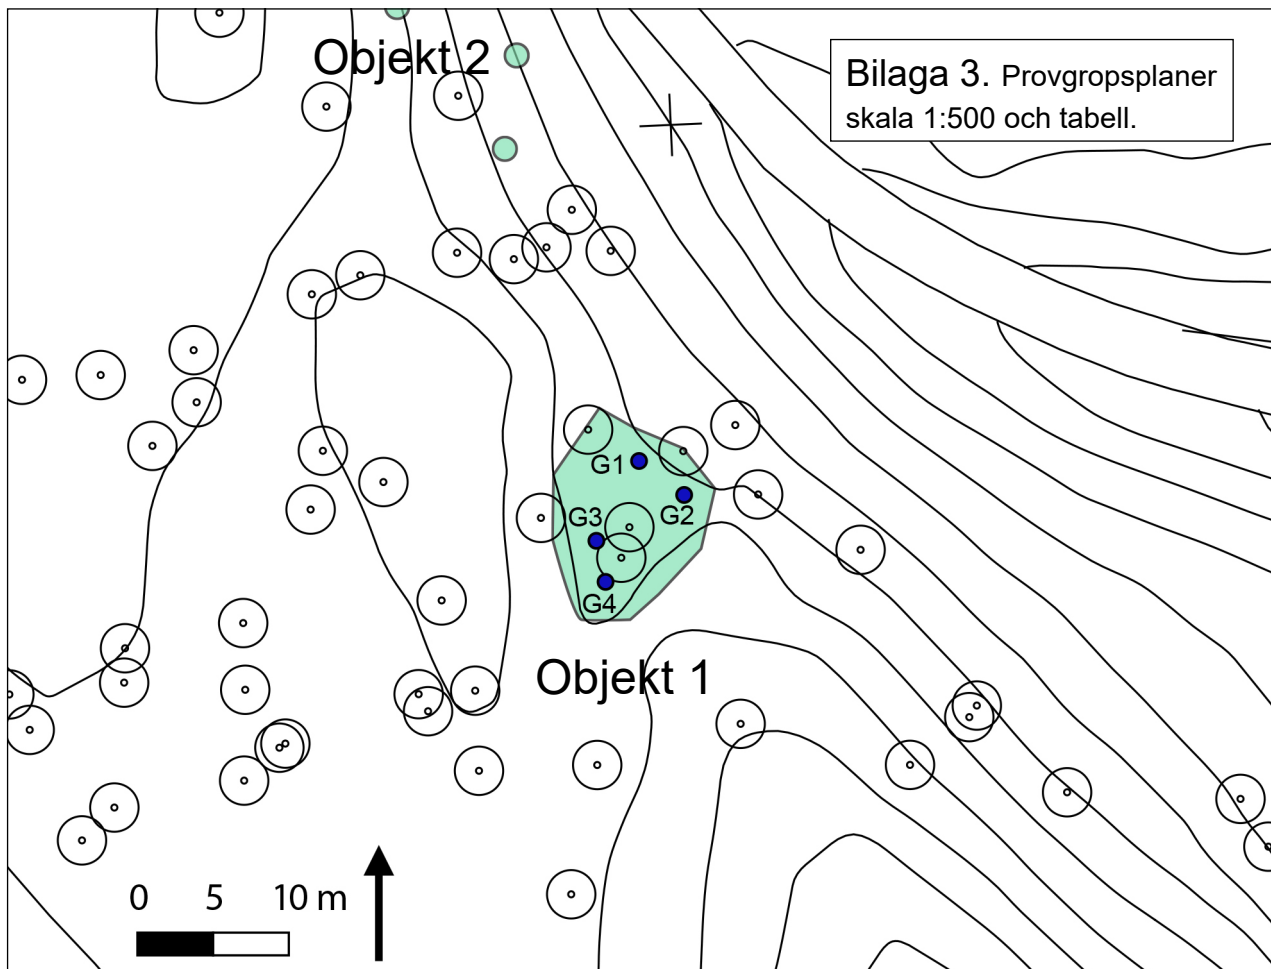 Objekt 2
Bilaga 3. Provgropsplaner
skala 1:500 och tabell.
G1
G2
G3
G4
Objekt 1
0 5 10 m